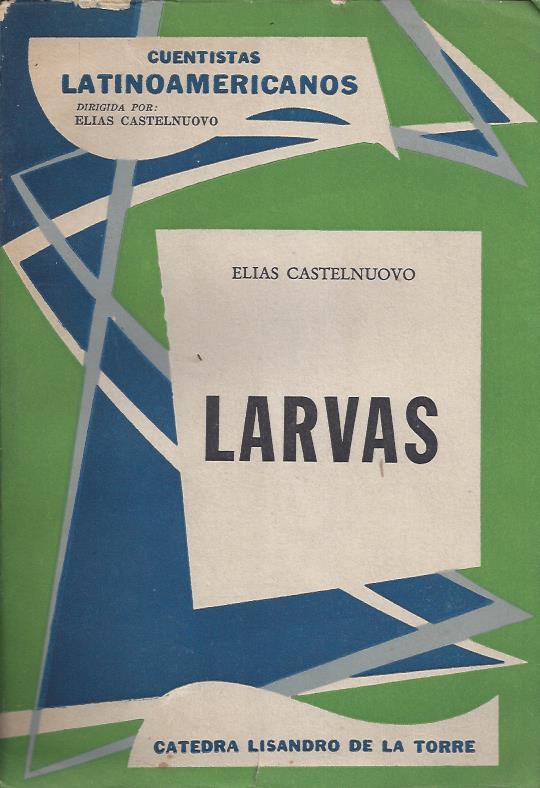 CUENTISTAS
LATINOAMERICANOS
DIRIGIDA POR:
ELIAS CASTELNUOVO
ELIAS CASTELNUOVO
LARVAS
CATEDRA LISANDRO DE LA TORRE